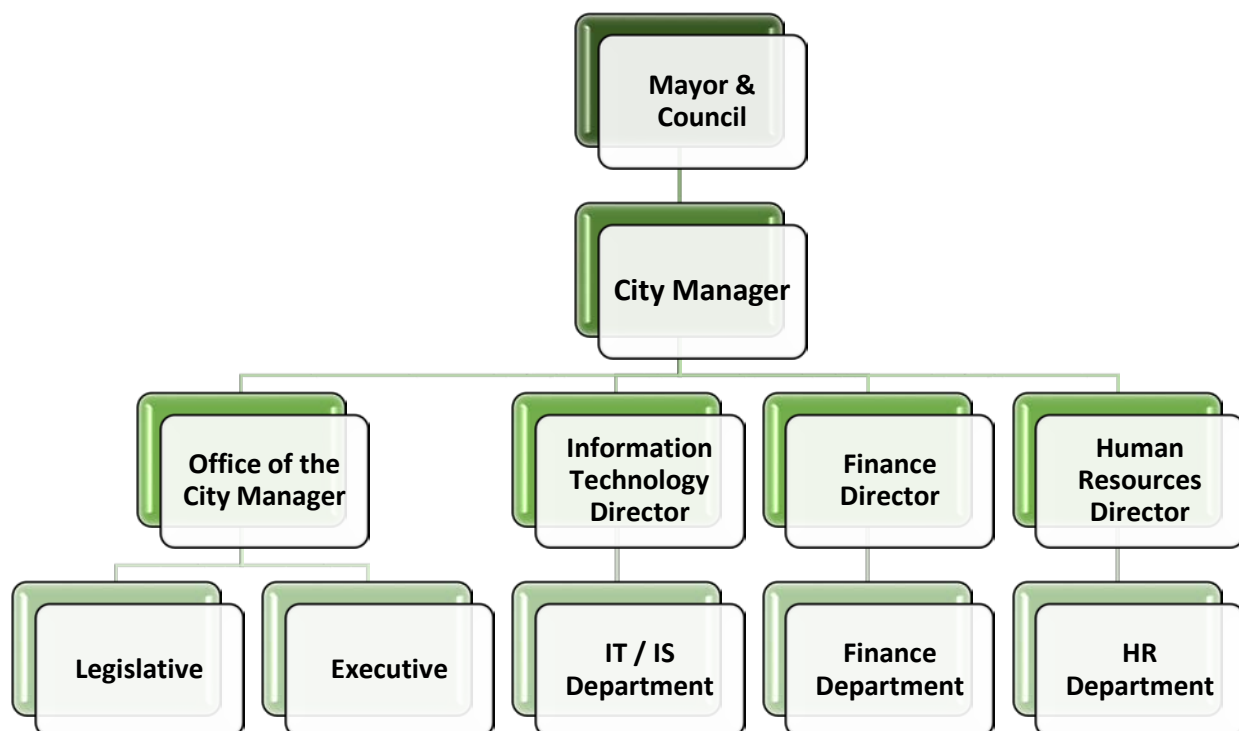 Mayor &
Council
City Manager
Office of the
City Manager
Information
Technology
Director
Finance
Director
Human
Resources
Director
Legislative
Executive
IT / IS
Department
Finance
Department
HR
Department